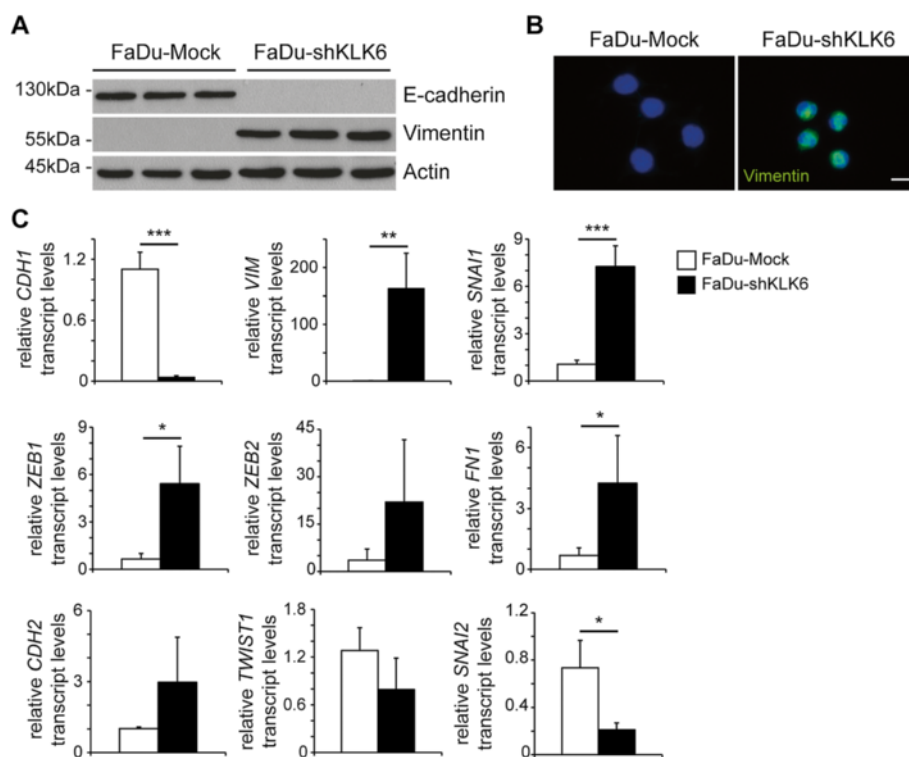 A
FaDu-Mock FaDu-shKLK6
130kDa - E-cadherin
55kDa - Vimentin
45kDa - Actin
B
FaDu-Mock FaDu-shKLK6
Vimentin
C
relative CDH1
transcript levels
1.2
0.6
0
***
relative VIM
transcript levels
200
100
0
**
relative SNAI1
transcript levels
9
6
3
0
***
FaDu-Mock
FaDu-shKLK6
relative ZEB1
transcript levels
9
6
3
0
*
relative ZEB2
transcript levels
45
30
15
0
relative FN1
transcript levels
6
3
0
*
relative CDH2
transcript levels
6
3
0
relative TWIST1
transcript levels
1.8
1.2
0.6
0
relative SNAI2
transcript levels
1.2
0.8
0.4
0
*